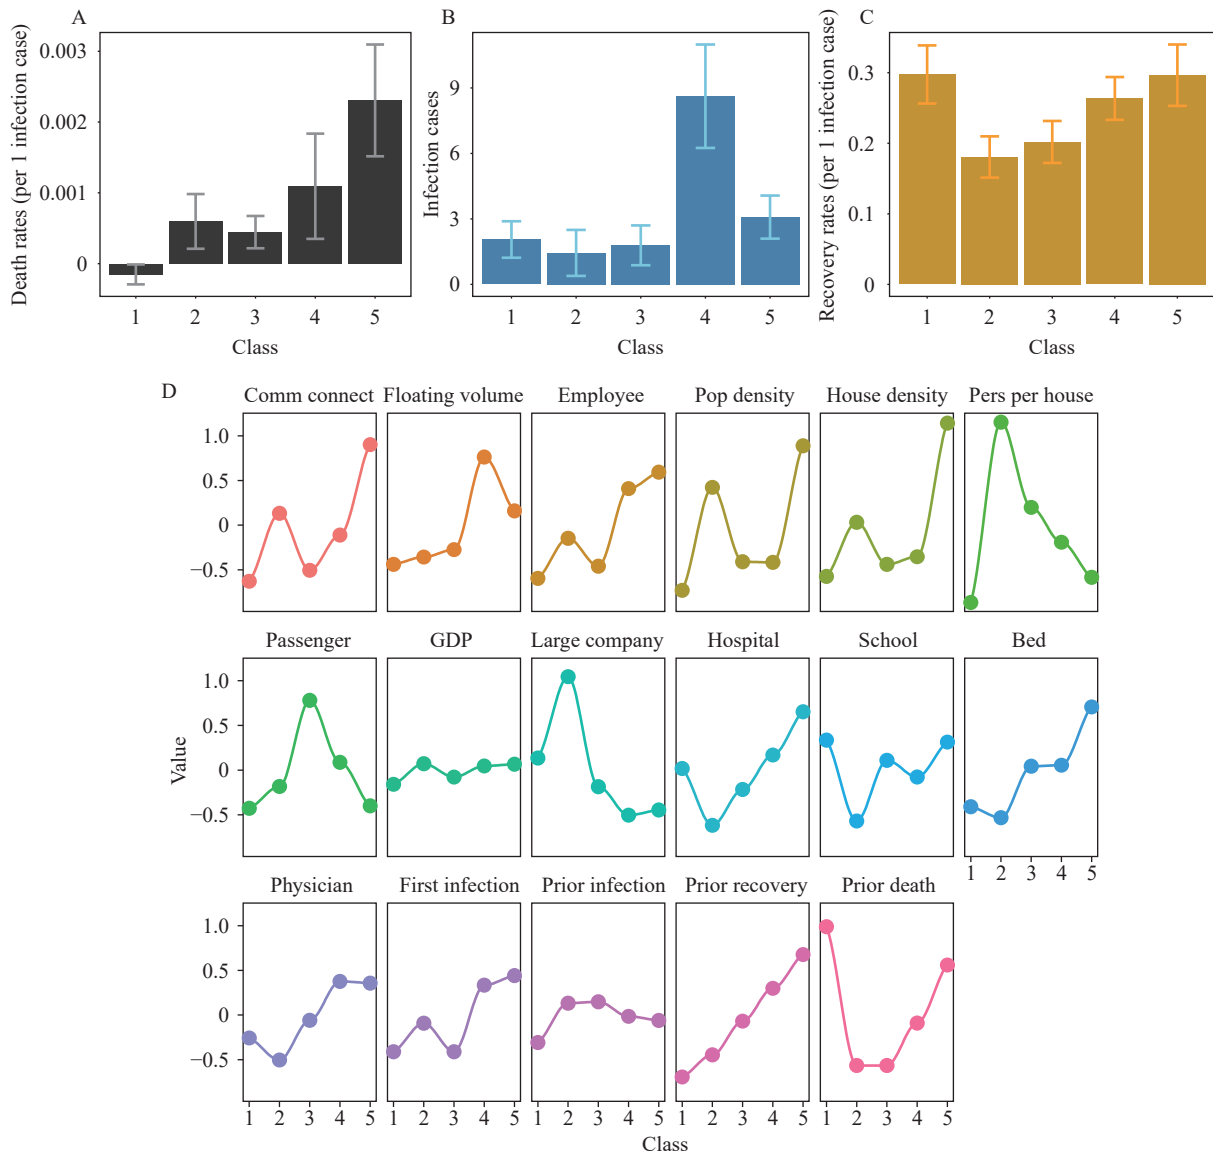 A
Death rates (per 1 infection case)
0.003
0.002
0.001
0
1 2 3 4 5
Class
B
Infection cases
9
6
3
0
1 2 3 4 5
Class
C
Recovery rates (per 1 infection case)
0.3
0.2
0.1
0
1 2 3 4 5
Class
D
Comm connect Floating volume Employee Pop density House density Pers per house
1.0
0.5
0
−0.5
Passenger GDP Large company Hospital School Bed
Value
1.0
0.5
0
−0.5
1 2 3 4 5
Physician First infection Prior infection Prior recovery Prior death
1.0
0.5
0
−0.5
1 2 3 4 5 1 2 3 4 5 1 2 3 4 5 1 2 3 4 5 1 2 3 4 5
Class